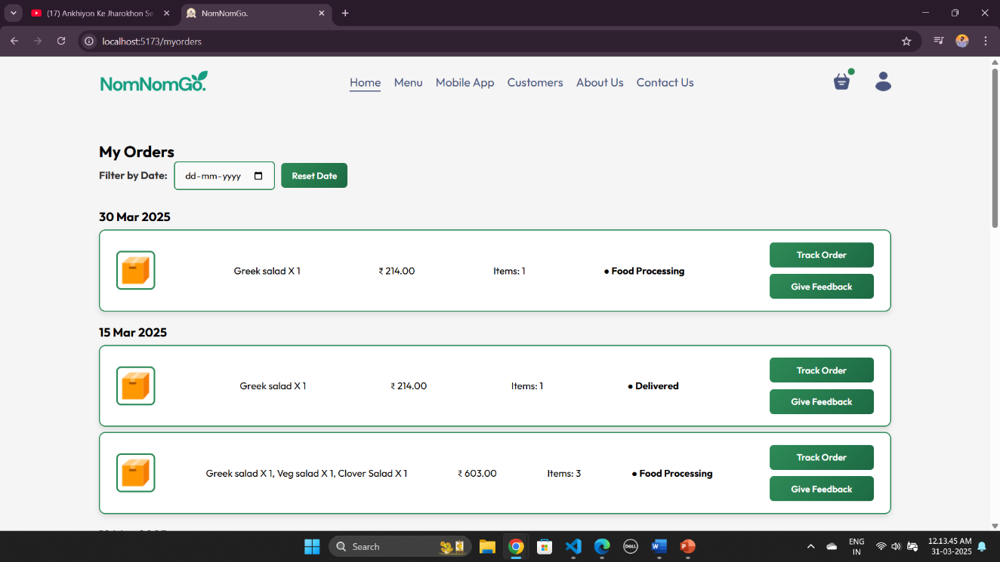 (17) Ankhiyon Ke Jharokhon Se
NomNomGo.
localhost:5173/myorders
NomNomGo.
Home Menu Mobile App Customers About Us Contact Us
My Orders
Filter by Date: dd-mm-yyyy Reset Date
30 Mar 2025
Greek salad X 1 ₹ 214.00 Items: 1 ● Food Processing
Track Order
Give Feedback
15 Mar 2025
Greek salad X 1 ₹ 214.00 Items: 1 ● Delivered
Track Order
Give Feedback
Greek salad X 1, Veg salad X 1, Clover Salad X 1 ₹ 603.00 Items: 3 ● Food Processing
Track Order
Give Feedback
Search
DELL
ENG
IN
12.13.45 AM
31-03-2025